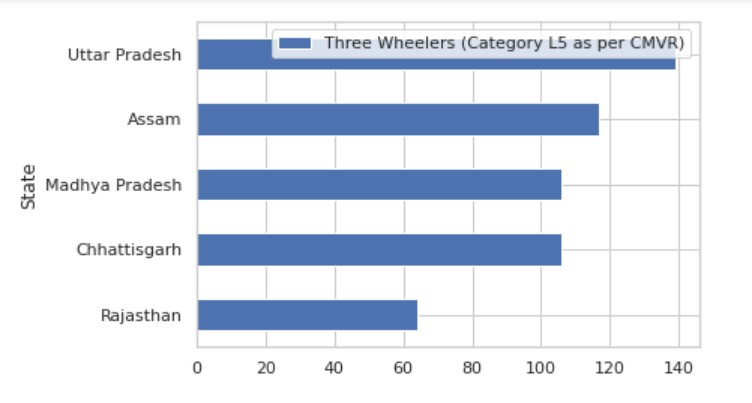 Three Wheelers (Category L5 as per CMVR)
Uttar Pradesh
Assam
Madhya Pradesh
Chhattisgarh
Rajasthan
State
0 20 40 60 80 100 120 140